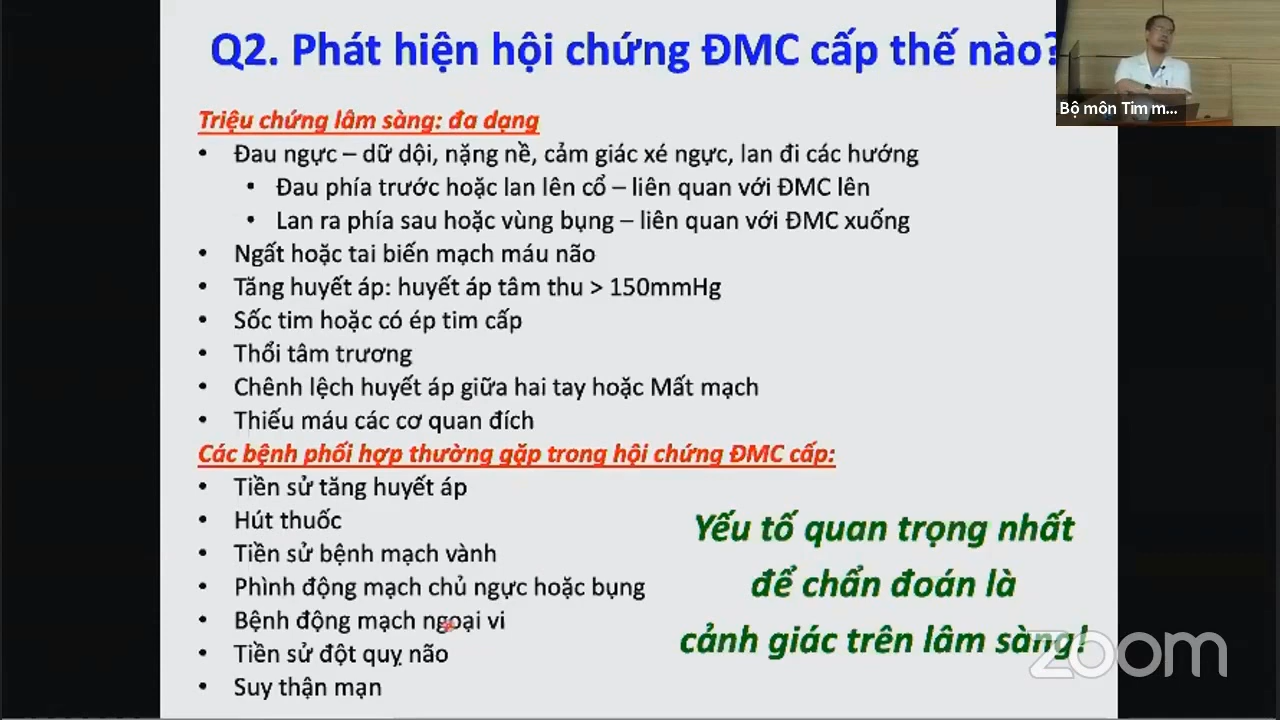 Q2. Phát hiện hội chứng ĐMC cấp thế nào?
Bộ môn Tim m...
Triệu chứng lâm sàng: đa dạng
• Đau ngực – dữ dội, nặng nề, cảm giác xé ngực, lan đi các hướng
• Đau phía trước hoặc lan lên cổ – liên quan với ĐMC lên
• Lan ra phía sau hoặc vùng bụng – liên quan với ĐMC xuống
• Ngất hoặc tai biến mạch máu não
• Tăng huyết áp: huyết áp tâm thu > 150mmHg
• Sốc tim hoặc có ép tim cấp
• Thổi tâm trương
• Chênh lệch huyết áp giữa hai tay hoặc Mất mạch
• Thiếu máu các cơ quan đích
Các bệnh phối hợp thường gặp trong hội chứng ĐMC cấp:
• Tiền sử tăng huyết áp
• Hút thuốc
• Tiền sử bệnh mạch vành
• Phình động mạch chủ ngực hoặc bụng
• Bệnh động mạch ngoại vi
• Tiền sử đột quỵ não
• Suy thận mạn
Yếu tố quan trọng nhất
để chẩn đoán là
cảnh giác trên lâm sàng!
zoom